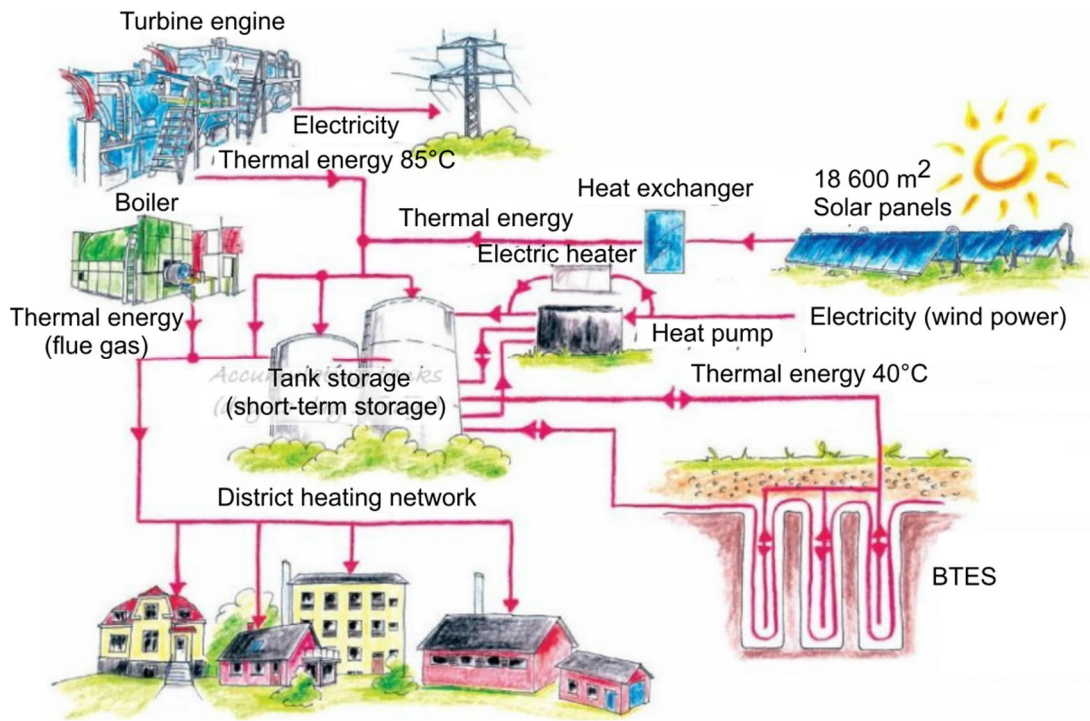 Turbine engine
Electricity
Thermal energy 85°C
Boiler
Heat exchanger
18 600 m²
Solar panels
Thermal energy
Electric heater
Thermal energy
(flue gas)
Heat pump
Electricity (wind power)
Tank storage
(short-term storage)
Thermal energy 40°C
District heating network
BTES